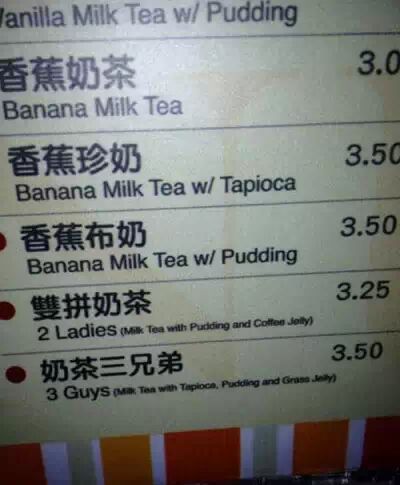 Vanilla Milk Tea w/ Pudding
香蕉奶茶 3.0
Banana Milk Tea
香蕉珍奶 3.50
Banana Milk Tea w/ Tapioca
香蕉布奶 3.50
Banana Milk Tea w/ Pudding
雙拼奶茶 3.25
2 Ladies (Milk Tea with Pudding and Coffee Jelly)
奶茶三兄弟 3.50
3 Guys (Milk Tea with Tapioca, Pudding and Grass Jelly)